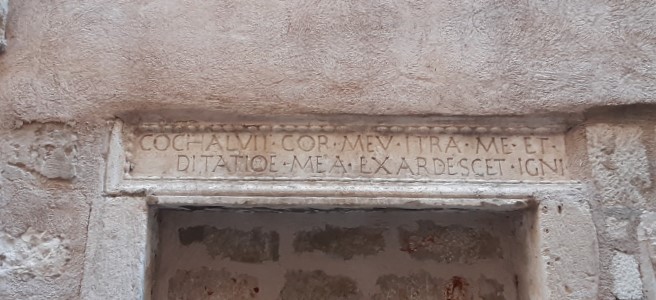 COCHALVIT · COR · MEV · ITRA · ME · ET ·
DITATIOE · MEA · EXARDESCET · IGNI